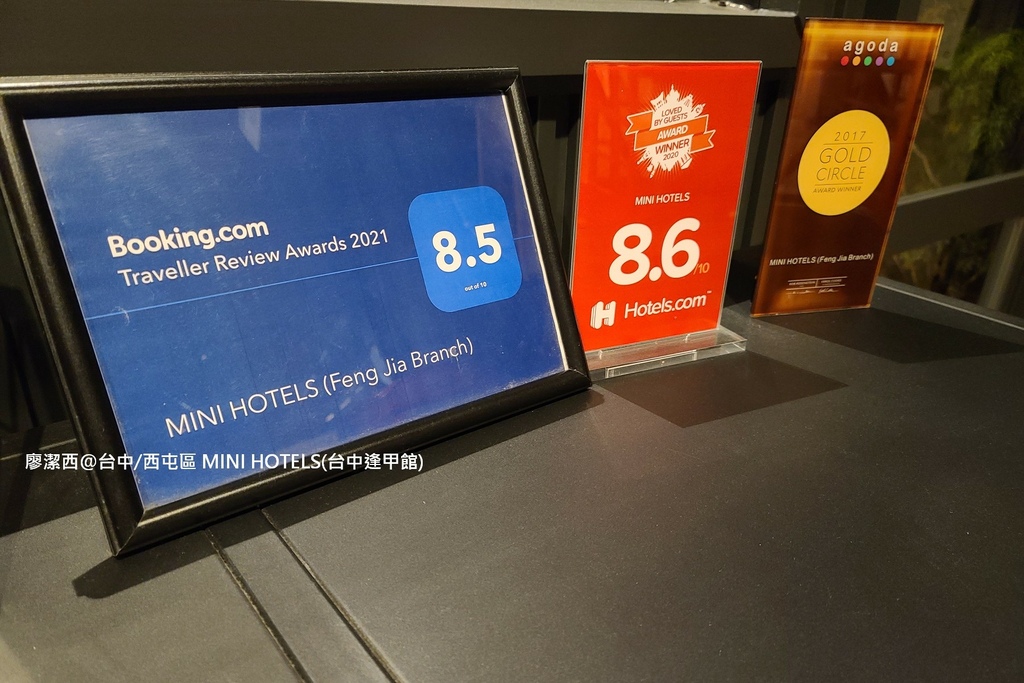 Booking.com
Traveller Review Awards 2021
8.5
out of 10
MINI HOTELS (Feng Jia Branch)
LOVED
BY GUESTS
AWARD
WINNER
2020
MINI HOTELS
8.6/10
H Hotels.com™
agoda
2017
GOLD
CIRCLE
AWARD WINNER
MINI HOTELS (Feng Jia Branch)
廖潔西@台中/西屯區 MINI HOTELS(台中逢甲館)